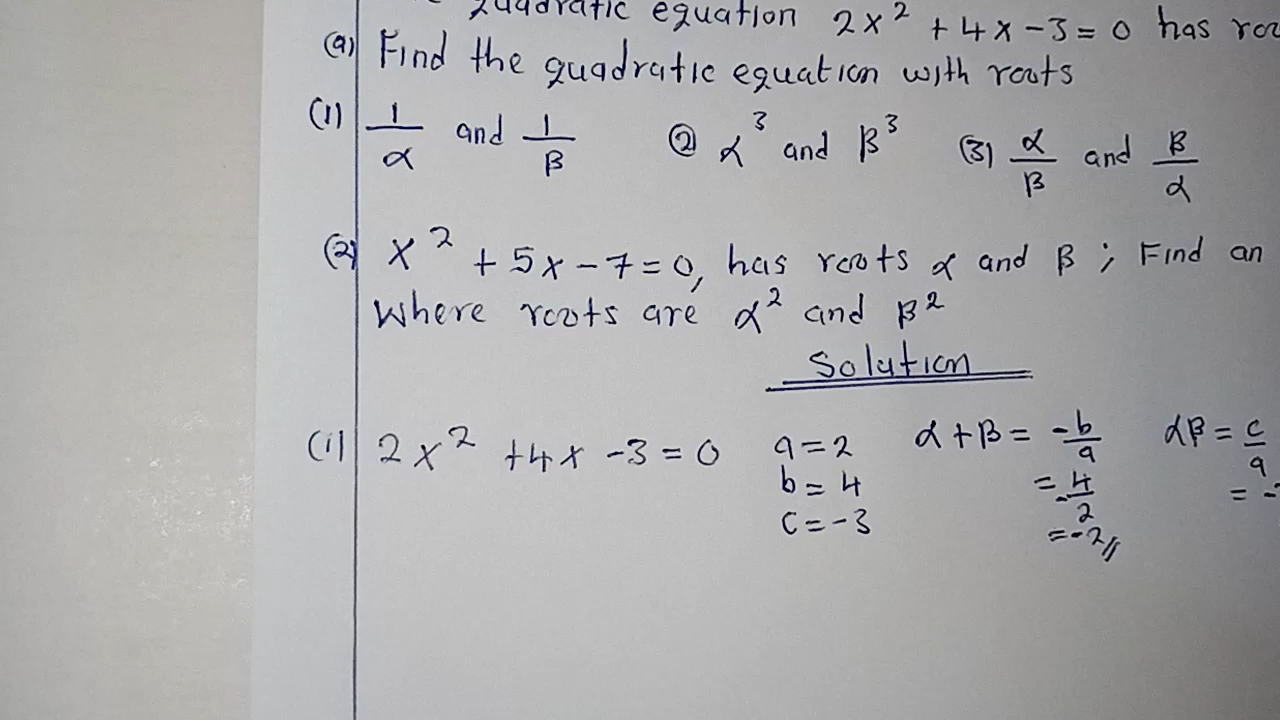 quadratic equation 2x² + 4x - 3 = 0 has
(a) Find the quadratic equation with roots
(1) 1/α and 1/β ② α³ and β³ (3) α/β and β/α
(2) x² + 5x - 7 = 0, has roots α and β ; Find an
where roots are α² and β²
Solution
(i) 2x² + 4x - 3 = 0 a = 2 α + β = -b/a αβ = c/a
b = 4 = -4/2 = -
c = -3 = -2//